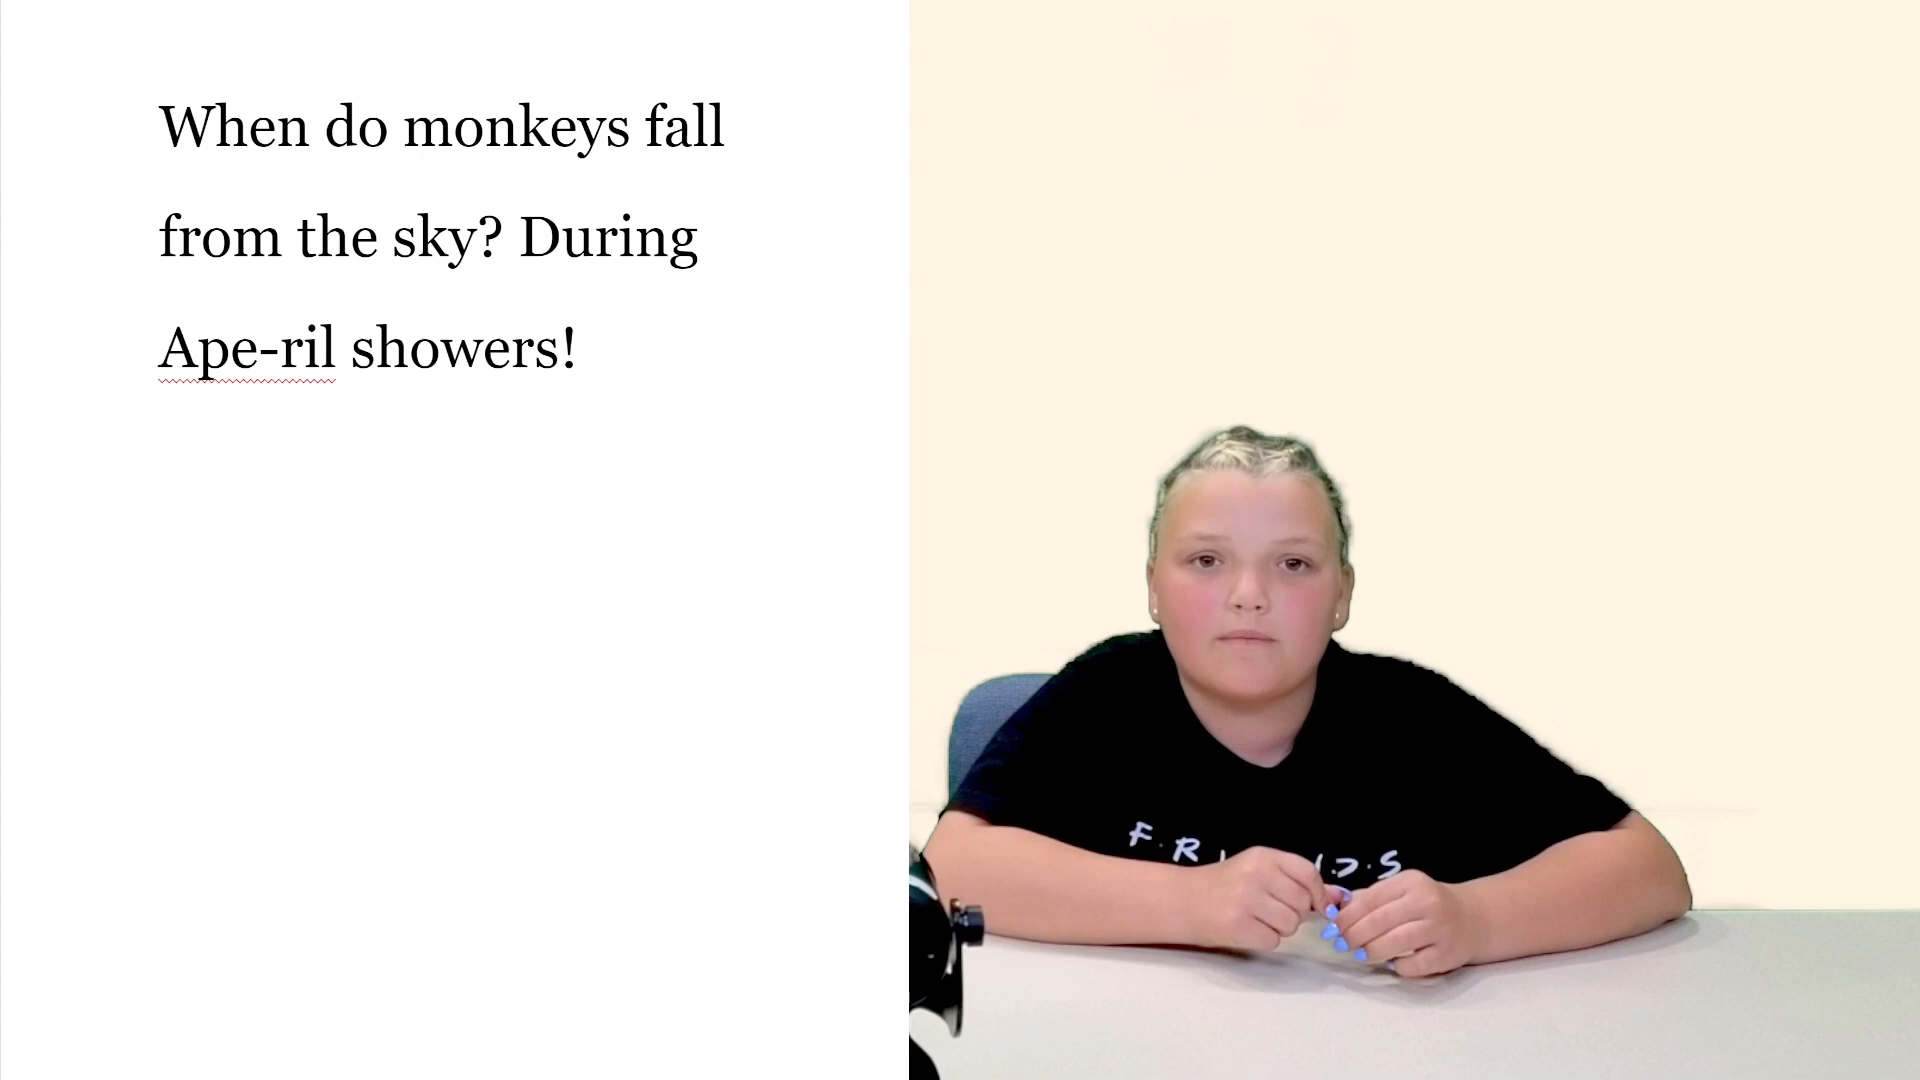 When do monkeys fall
from the sky? During
Ape-ril showers!
F·R
D·S